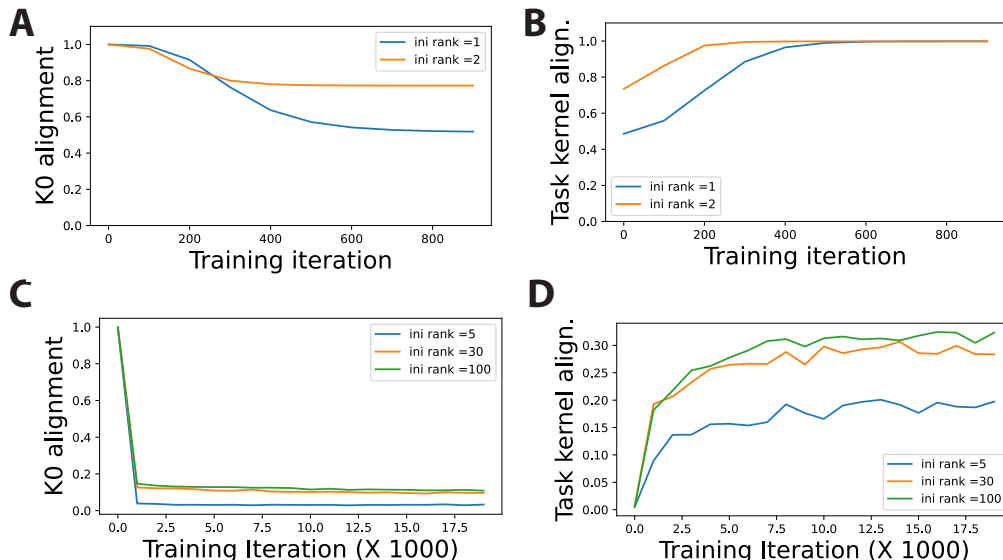 A
K0 alignment
1.0
0.8
0.6
0.4
0.2
0.0
ini rank =1
ini rank =2
0 200 400 600 800
Training iteration
B
Task kernel align.
1.0
0.8
0.6
0.4
0.2
0.0
ini rank =1
ini rank =2
0 200 400 600 800
Training iteration
C
K0 alignment
1.0
0.8
0.6
0.4
0.2
0.0
ini rank =5
ini rank =30
ini rank =100
0.0 2.5 5.0 7.5 10.0 12.5 15.0 17.5
Training Iteration (X 1000)
D
Task kernel align.
0.30
0.25
0.20
0.15
0.10
0.05
0.00
ini rank =5
ini rank =30
ini rank =100
0.0 2.5 5.0 7.5 10.0 12.5 15.0 17.5
Training Iteration (X 1000)